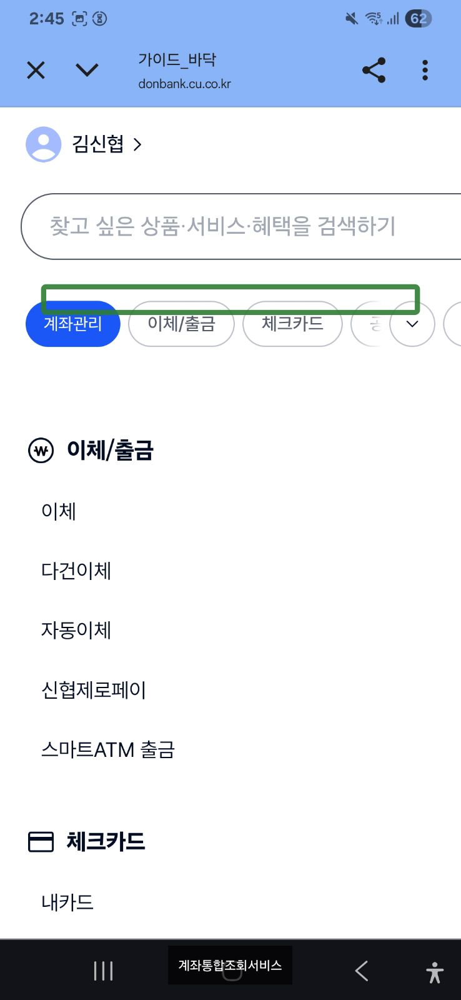 2:45
5
62
가이드_바닥
donbank.cu.co.kr
김신협
찾고 싶은 상품·서비스·혜택을 검색하기
계좌관리
이체/출금
체크카드
이체/출금
이체
다건이체
자동이체
신협제로페이
스마트ATM 출금
체크카드
내카드
계좌통합조회서비스